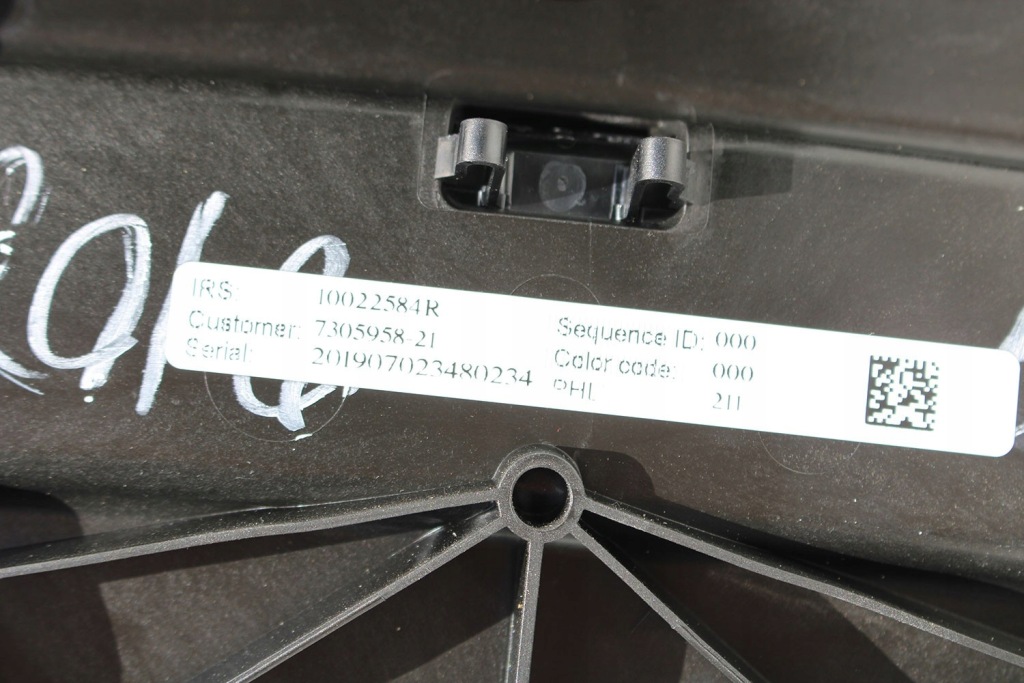 IRS: 10022584R
Customer: 7305958-21
Serial: 201907023480234
Sequence ID: 000
Color code: 000
PHL 211